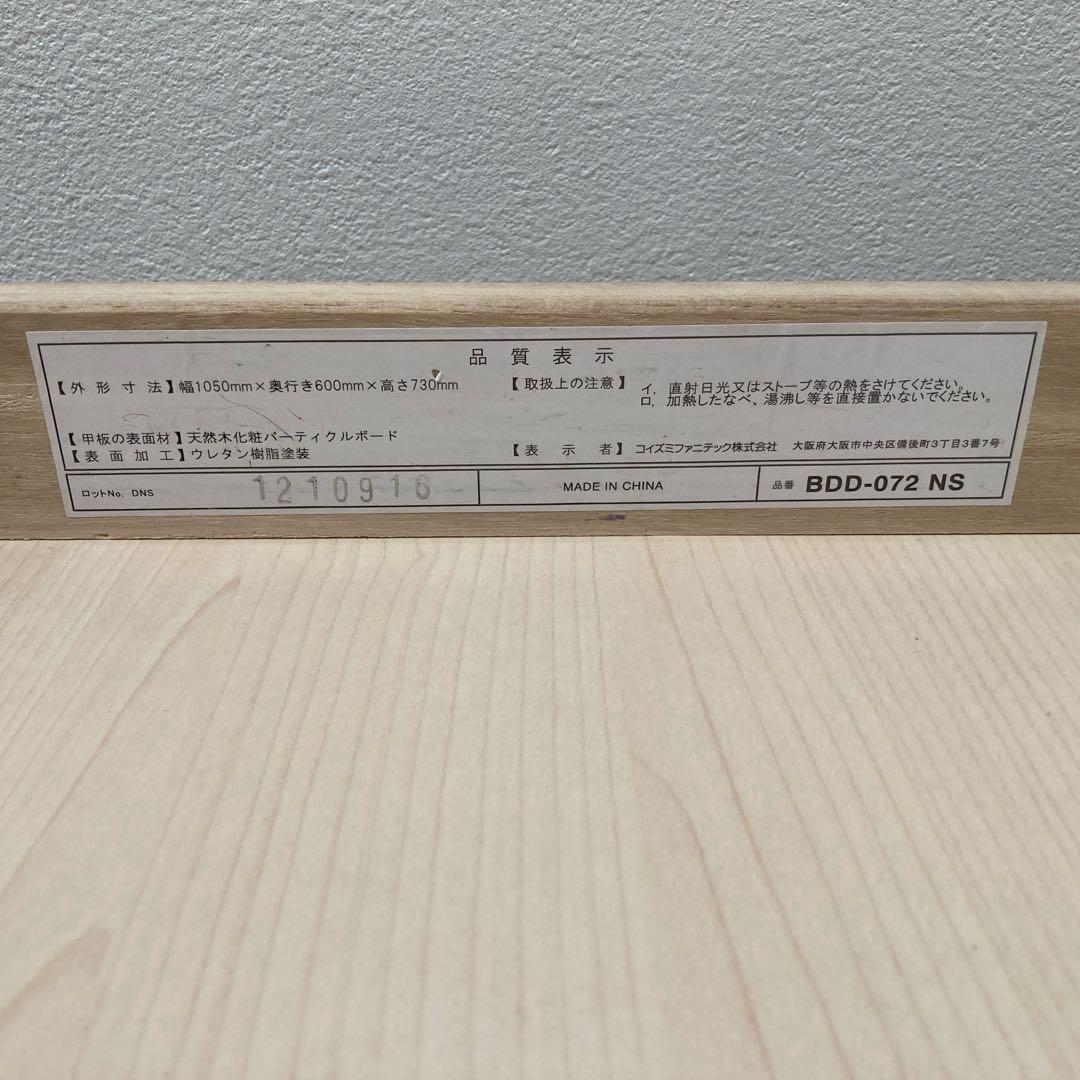 品質表示
【外形寸法】幅1050mm×奥行き600mm×高さ730mm
【取扱上の注意】イ，直射日光又はストーブ等の熱をさけてください。
ロ，加熱したなべ、湯沸し等を直接置かないでください。
【甲板の表面材】天然木化粧パーティクルボード
【表面加工】ウレタン樹脂塗装
【表示者】コイズミファニテック株式会社 大阪府大阪市中央区備後町3丁目3番7号
ロットNo, DNS 1210916
MADE IN CHINA
品番 BDD-072 NS